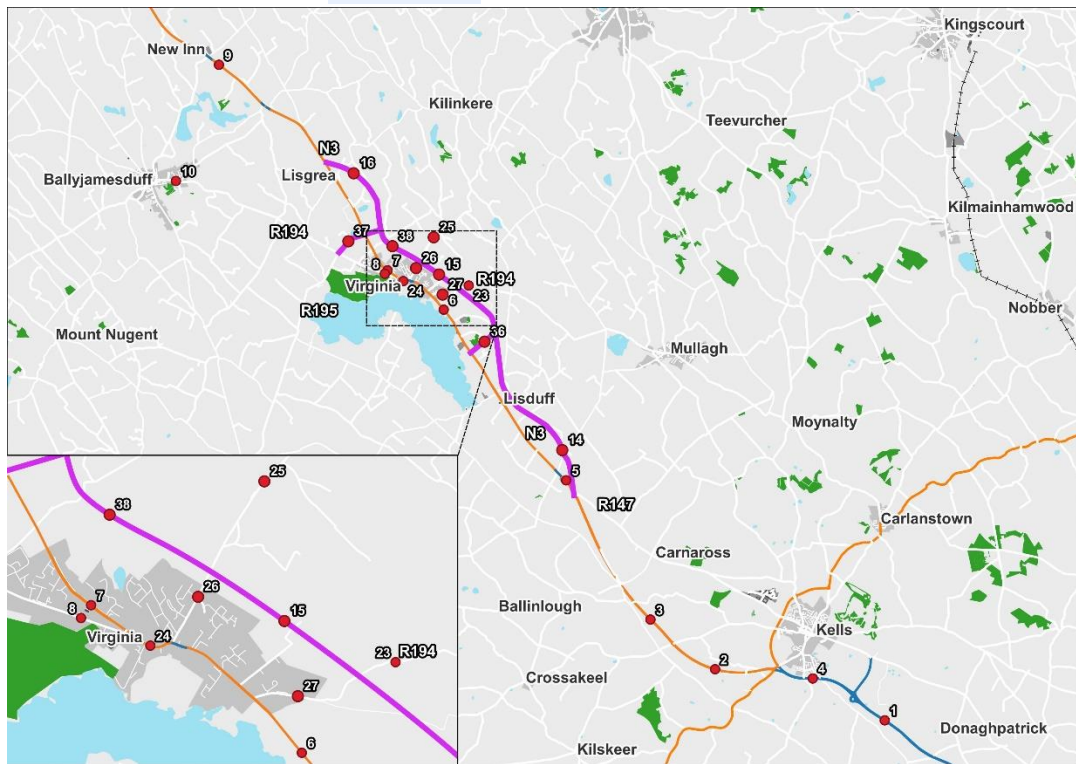 Kingscourt
New Inn
9
Kilinkere
Teevurcher
N3
16
Lisgrea
Ballyjamesduff
10
Kilmainhamwood
R194
37
38
25
8
7
26
15
R194
Virginia
24
27
23
6
R195
Nobber
Mount Nugent
36
Mullagh
Lisduff
Moynalty
N3
14
5
R147
25
38
Carlanstown
Carnaross
26
7
8
15
Ballinlough
3
Virginia
24
Kells
23
R194
2
4
Crossakeel
27
1
Donaghpatrick
6
Kilskeer